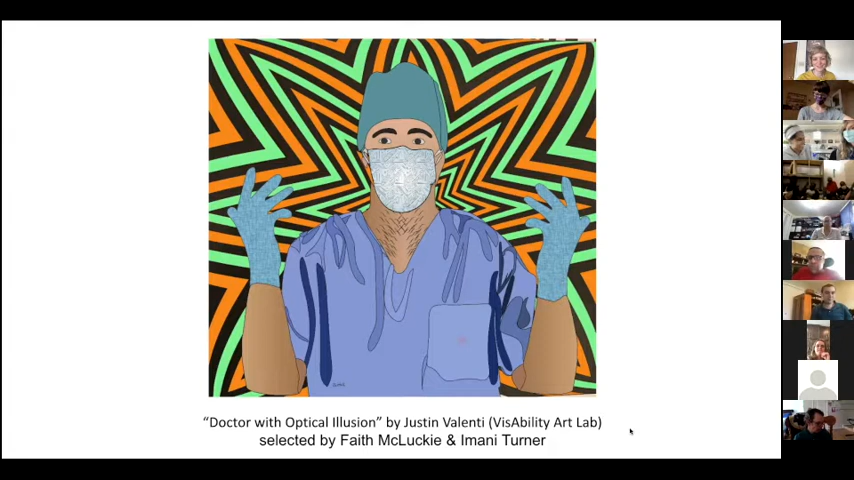 “Doctor with Optical Illusion” by Justin Valenti (VisAbility Art Lab)
selected by Faith McLuckie & Imani Turner